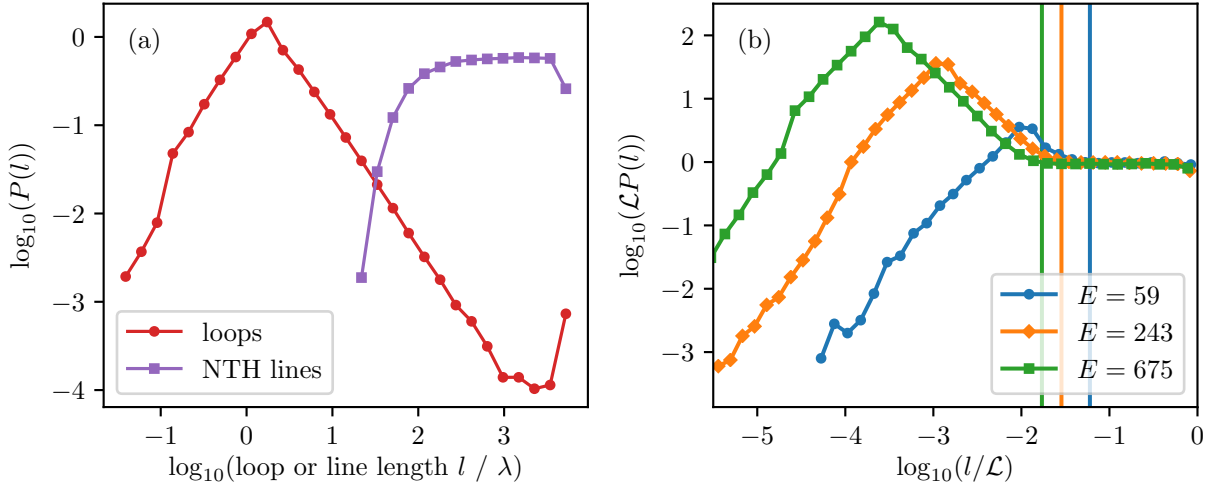 (a)
log₁₀(P(l))
0
−1
−2
−3
−4
loops
NTH lines
−1 0 1 2 3
log₁₀(loop or line length l / λ)
(b)
log₁₀(ℒP(l))
2
1
0
−1
−2
−3
E = 59
E = 243
E = 675
−5 −4 −3 −2 −1 0
log₁₀(l/ℒ)